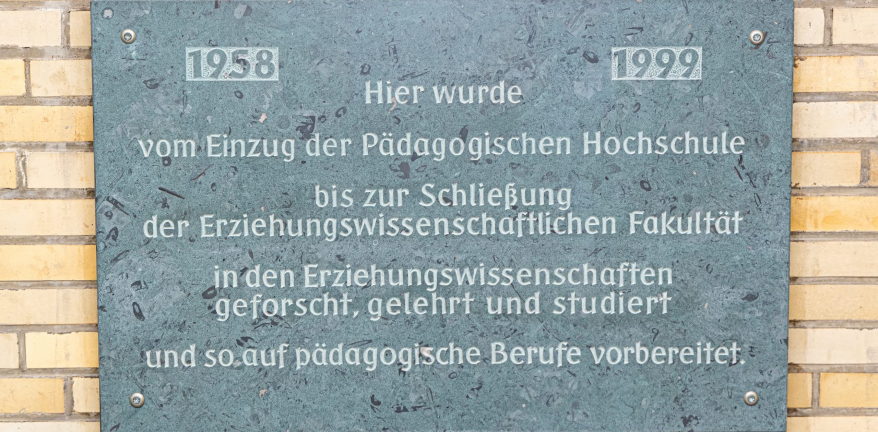 1958 1999
Hier wurde
vom Einzug der Pädagogischen Hochschule
bis zur Schließung
der Erziehungswissenschaftlichen Fakultät
in den Erziehungswissenschaften
geforscht, gelehrt und studiert
und so auf pädagogische Berufe vorbereitet.